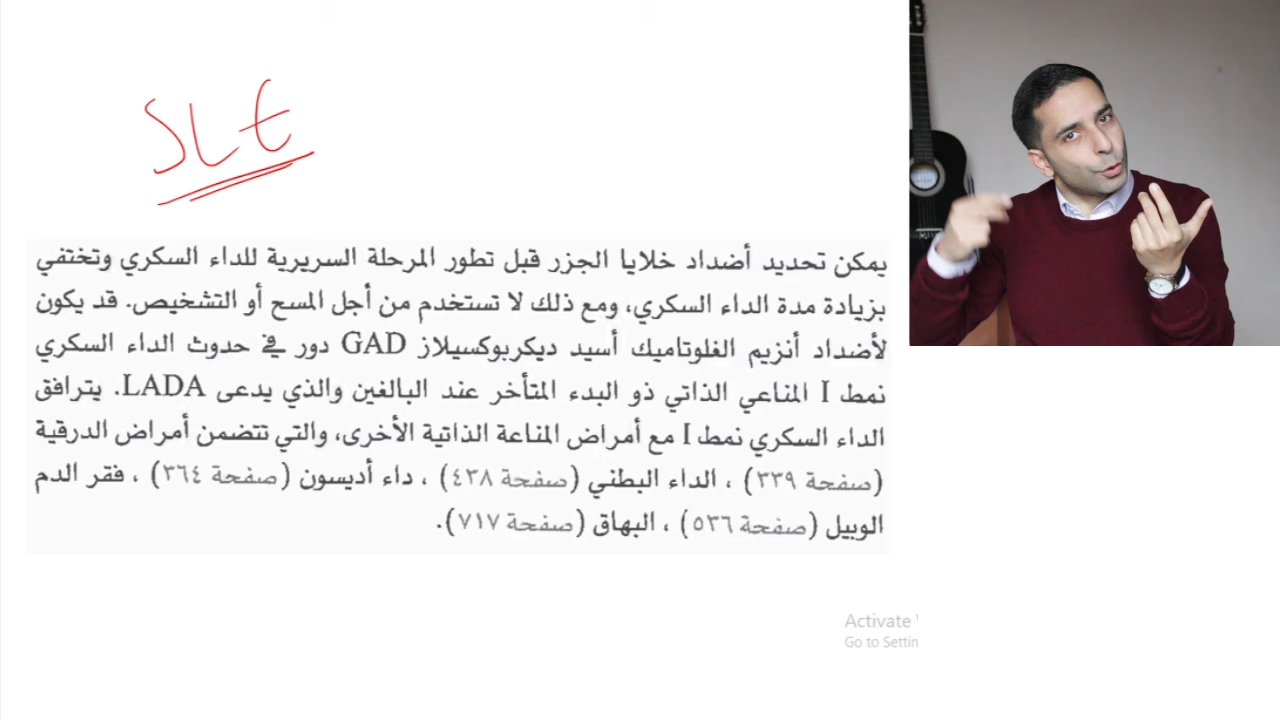 SLE
يمكن تحديد أضداد خلايا الجزر قبل تطور المرحلة السريرية للداء السكري وتختفي
بزيادة مدة الداء السكري، ومع ذلك لا تستخدم من أجل المسح أو التشخيص. قد يكون
لأضداد أنزيم الغلوتاميك أسيد ديكربوكسيلاز GAD دور في حدوث الداء السكري
نمط I المناعي الذاتي ذو البدء المتأخر عند البالغين والذي يدعى LADA. يترافق
الداء السكري نمط I مع أمراض المناعة الذاتية الأخرى، والتي تتضمن أمراض الدرقية
(صفحة ٣٣٩) ، الداء البطني (صفحة ٤٣٨) ، داء أديسون (صفحة ٣٦٤) ، فقر الدم
الوبيل (صفحة ٥٣٦) ، البهاق (صفحة ٧١٧).
Activate
Go to Settin